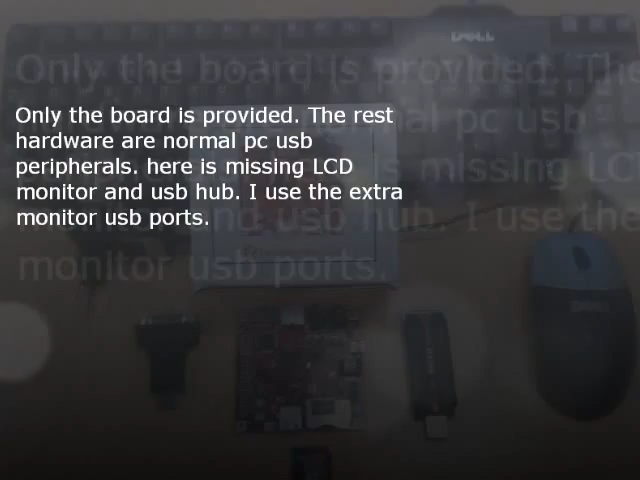 DELL
Only the board is provided. The rest
hardware are normal pc usb
peripherals. here is missing LCD
monitor and usb hub. I use the extra
monitor usb ports.